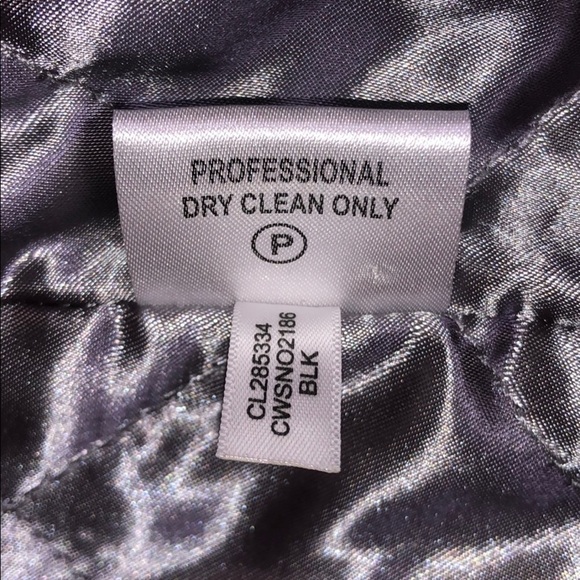 PROFESSIONAL
DRY CLEAN ONLY
P
CL285334
CWSNO2186
BLK